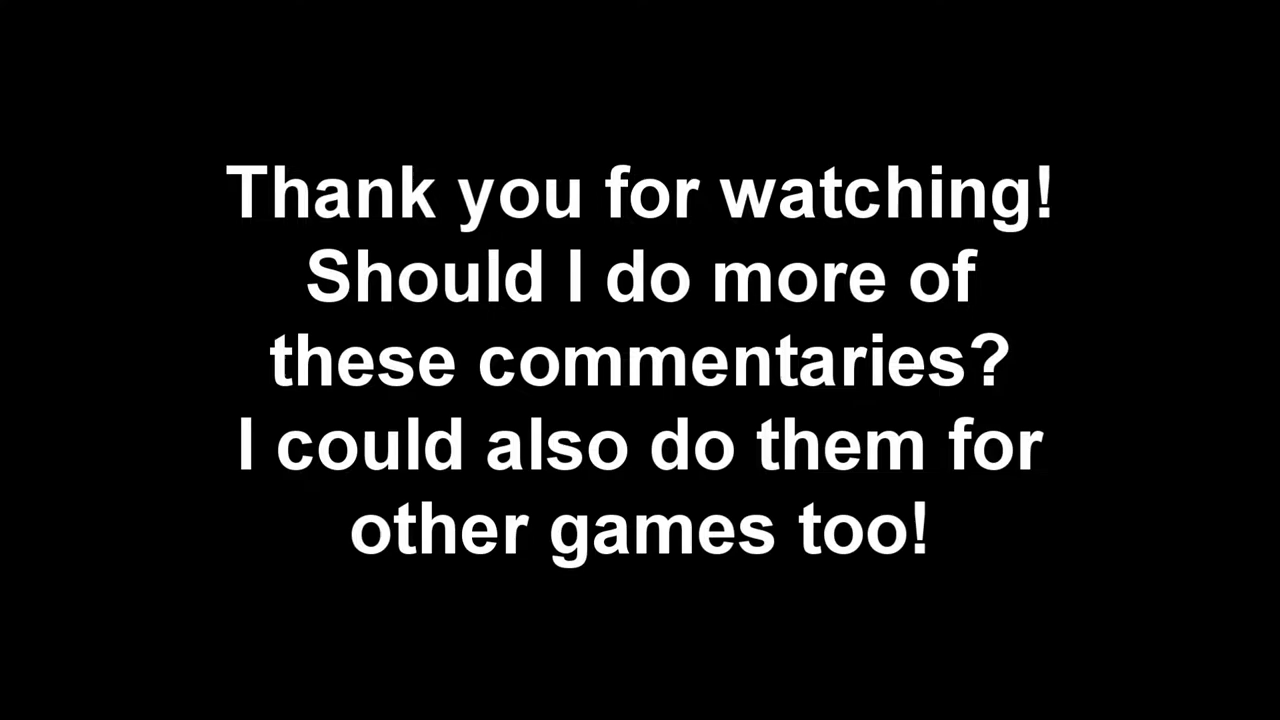 Thank you for watching!
Should I do more of
these commentaries?
I could also do them for
other games too!